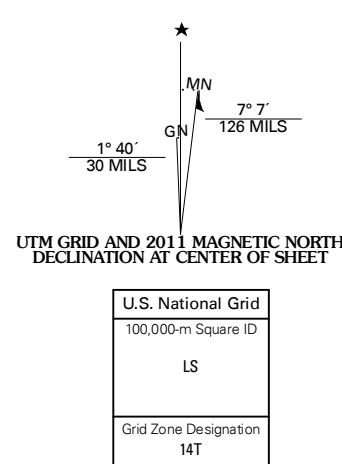 MN
GN
7° 7´
126 MILS
1° 40´
30 MILS
UTM GRID AND 2011 MAGNETIC NORTH
DECLINATION AT CENTER OF SHEET
U.S. National Grid
100,000-m Square ID
LS
Grid Zone Designation
14T